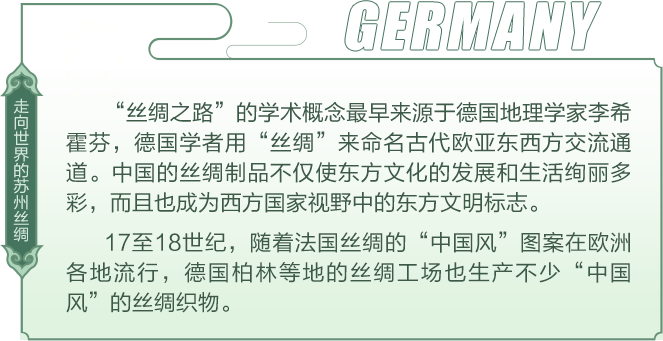 GERMANY
走向世界的苏州丝绸
“丝绸之路”的学术概念最早来源于德国地理学家李希
霍芬，德国学者用“丝绸”来命名古代欧亚东西方交流通
道。中国的丝绸制品不仅使东方文化的发展和生活绚丽多
彩，而且也成为西方国家视野中的东方文明标志。
17至18世纪，随着法国丝绸的“中国风”图案在欧洲
各地流行，德国柏林等地的丝绸工场也生产不少“中国
风”的丝绸织物。